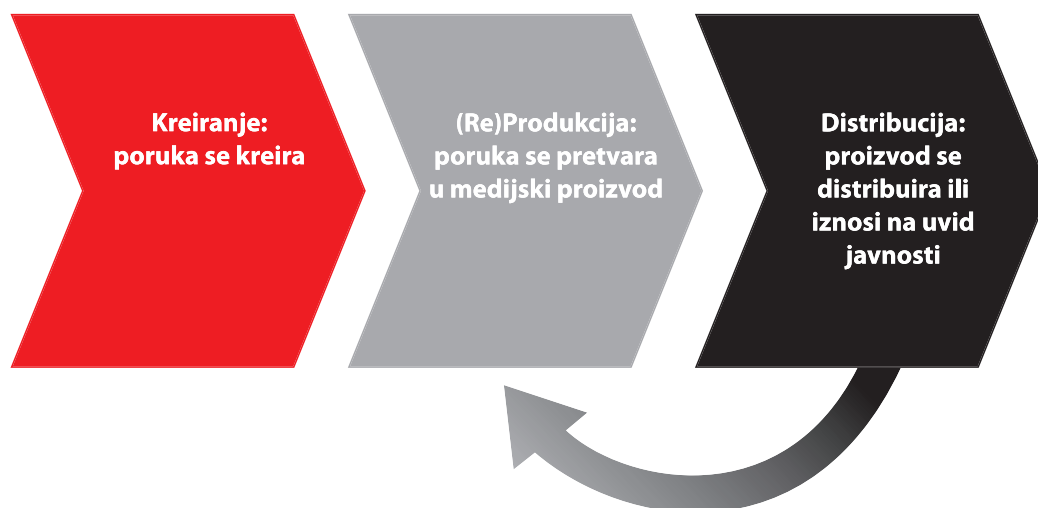 Kreiranje:
poruka se kreira
(Re)Produkcija:
poruka se pretvara
u medijski proizvod
Distribucija:
proizvod se
distribuira ili
iznosi na uvid
javnosti